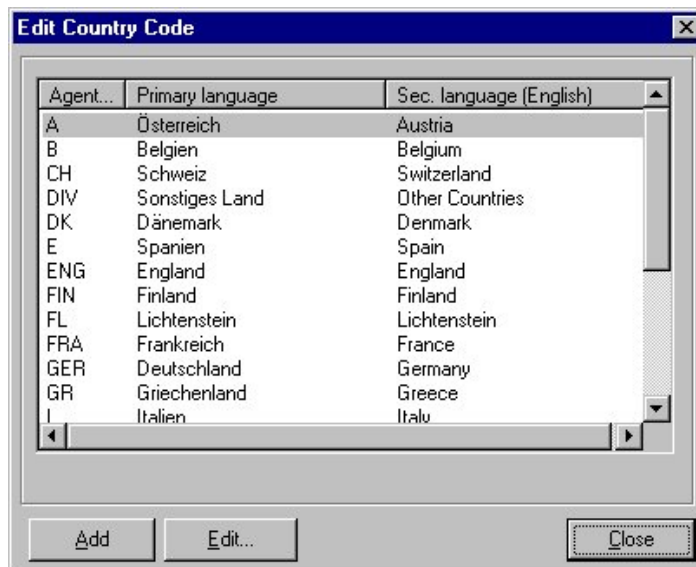 Edit Country Code
Agent... Primary language Sec. language (English)
A Österreich Austria
B Belgien Belgium
CH Schweiz Switzerland
DIV Sonstiges Land Other Countries
DK Dänemark Denmark
E Spanien Spain
ENG England England
FIN Finland Finland
FL Lichtenstein Lichtenstein
FRA Frankreich France
GER Deutschland Germany
GR Griechenland Greece
I Italien Italy
Add Edit... Close